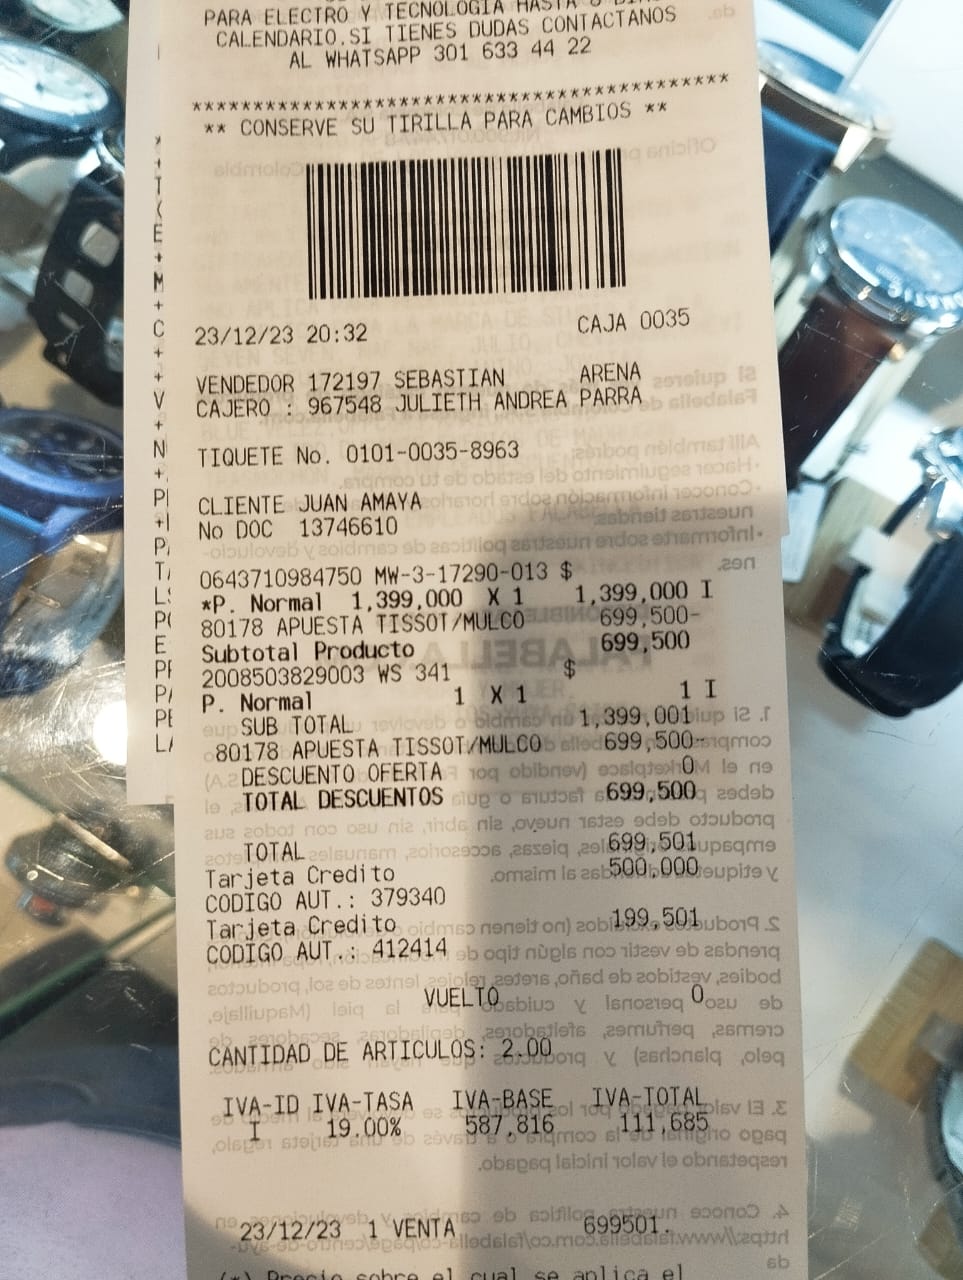 PARA ELECTRO Y TECNOLOGIA HASTA
CALENDARIO.SI TIENES DUDAS CONTACTANOS
AL WHATSAPP 301 633 44 22
******************************************
** CONSERVE SU TIRILLA PARA CAMBIOS **
23/12/23 20:32 CAJA 0035
VENDEDOR 172197 SEBASTIAN ARENA
CAJERO : 967548 JULIETH ANDREA PARRA
TIQUETE No. 0101-0035-8963
CLIENTE JUAN AMAYA
No DOC 13746610
0643710984750 MW-3-17290-013 $
*P. Normal 1,399,000 X 1 1,399,000 I
80178 APUESTA TISSOT/MULCO 699,500-
Subtotal Producto 699,500
2008503829003 WS 341 $
P. Normal 1 X 1 1 I
SUB TOTAL 1,399,001
80178 APUESTA TISSOT/MULCO 699,500-
DESCUENTO OFERTA 0
TOTAL DESCUENTOS 699,500
TOTAL 699,501
Tarjeta Credito 500,000
CODIGO AUT.: 379340
Tarjeta Credito 199,501
CODIGO AUT.: 412414
VUELTO 0
CANTIDAD DE ARTICULOS: 2.00
IVA-ID IVA-TASA IVA-BASE IVA-TOTAL
I 19.00% 587,816 111,685
23/12/23 1 VENTA 699501.
(*) Precio sobre el cual se aplica el